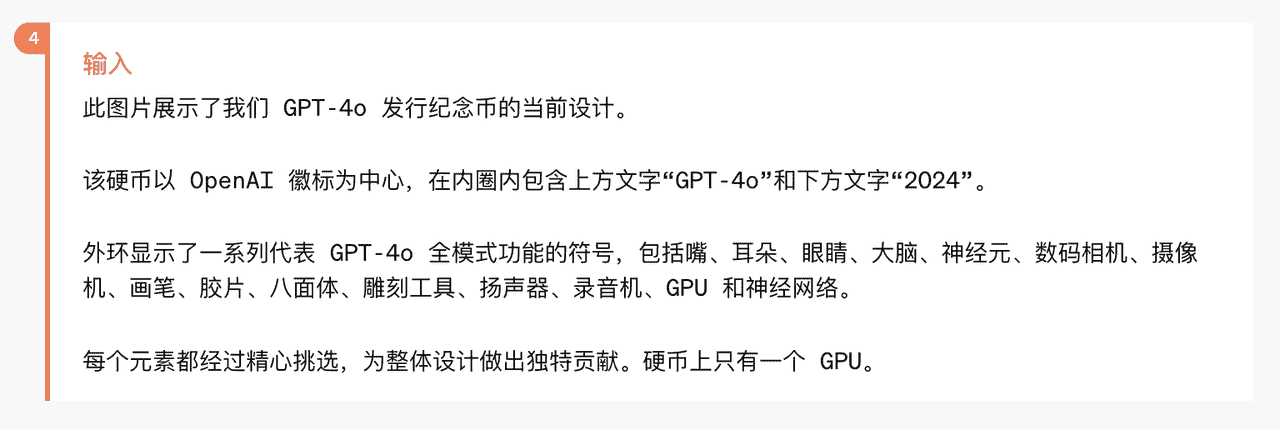 4
输入
此图片展示了我们 GPT-4o 发行纪念币的当前设计。
该硬币以 OpenAI 徽标为中心，在内圈内包含上方文字“GPT-4o”和下方文字“2024”。
外环显示了一系列代表 GPT-4o 全模式功能的符号，包括嘴、耳朵、眼睛、大脑、神经元、数码相机、摄像
机、画笔、胶片、八面体、雕刻工具、扬声器、录音机、GPU 和神经网络。
每个元素都经过精心挑选，为整体设计做出独特贡献。硬币上只有一个 GPU。